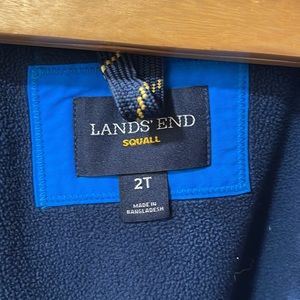 LANDS' END
SQUALL
2T
MADE IN
BANGLADESH